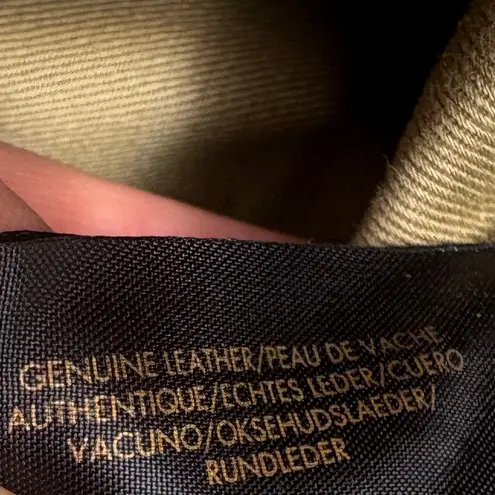 GENUINE LEATHER/PEAU DE VACHE
AUTHENTIQUE/ECHTES LEDER/CUERO
VACUNO/OKSEHUDSLAEDER/
RUNDLEDER